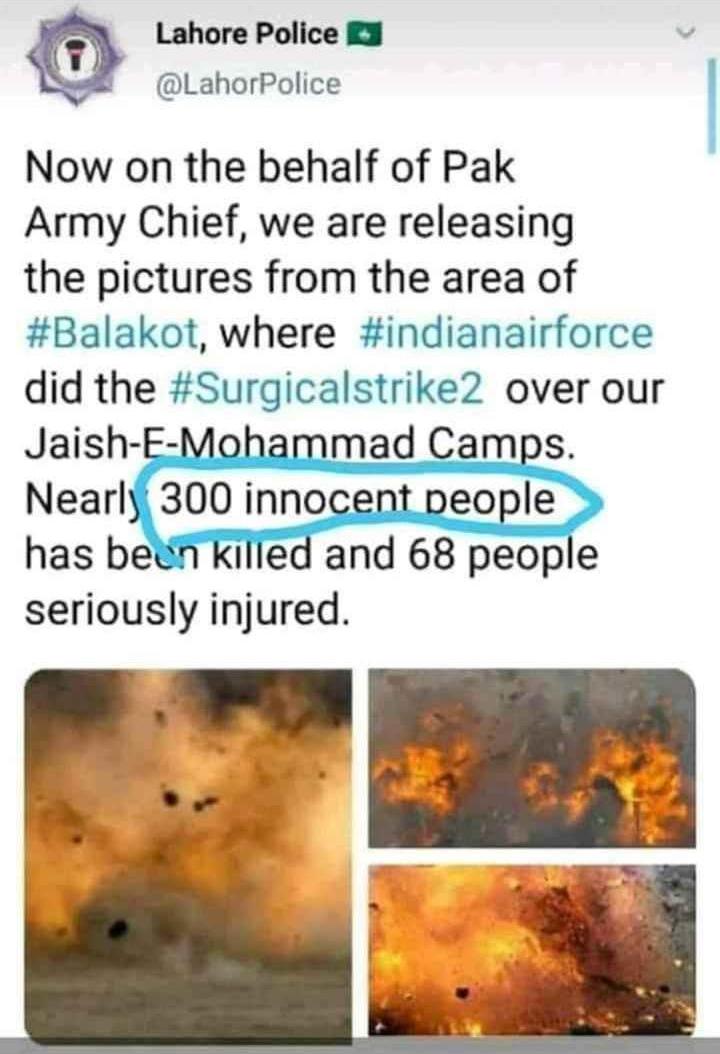 Lahore Police
@LahorPolice
Now on the behalf of Pak
Army Chief, we are releasing
the pictures from the area of
#Balakot, where #indianairforce
did the #Surgicalstrike2 over our
Jaish-E-Mohammad Camps.
Nearly 300 innocent people
has been killed and 68 people
seriously injured.